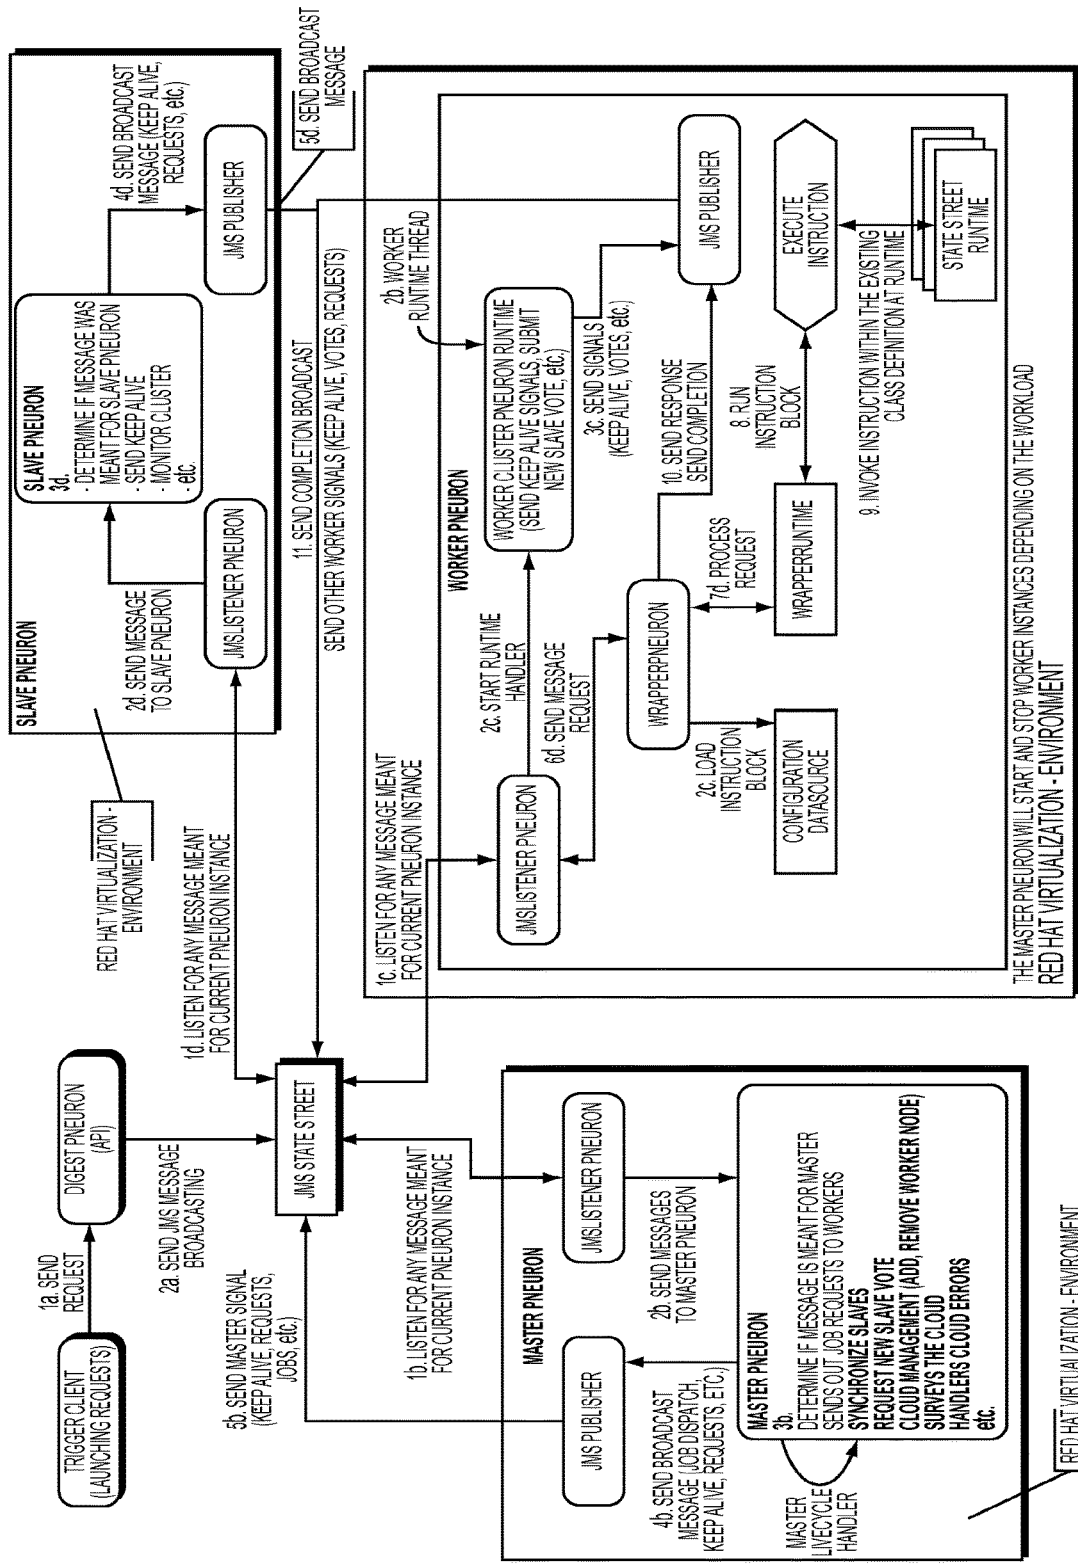 TRIGGER CLIENT
(LAUNCHING REQUESTS)
1a. SEND
REQUEST
DIGEST PNEURON
(API)
2a. SEND JMS MESSAGE
BROADCASTING
JMS STATE STREET
5b. SEND MASTER SIGNAL
(KEEP ALIVE, REQUESTS,
JOBS, etc.)
1b. LISTEN FOR ANY MESSAGE MEANT
FOR CURRENT PNEURON INSTANCE
1d. LISTEN FOR ANY MESSAGE MEANT
FOR CURRENT PNEURON INSTANCE
1c. LISTEN FOR ANY MESSAGE MEANT
FOR CURRENT PNEURON INSTANCE
RED HAT VIRTUALIZATION -
ENVIRONMENT
SLAVE PNEURON
2d. SEND MESSAGE
TO SLAVE PNEURON
JMSLISTENER PNEURON
SLAVE PNEURON
3d.
- DETERMINE IF MESSAGE WAS
MEANT FOR SLAVE PNEURON
- SEND KEEP ALIVE
- MONITOR CLUSTER
- etc.
4d. SEND BROADCAST
MESSAGE (KEEP ALIVE,
REQUESTS, etc.)
JMS PUBLISHER
5d. SEND BROADCAST
MESSAGE
11. SEND COMPLETION BROADCAST
SEND OTHER WORKER SIGNALS (KEEP ALIVE, VOTES, REQUESTS)
MASTER PNEURON
JMS PUBLISHER
JMSLISTENER PNEURON
4b. SEND BROADCAST
MESSAGE (JOB DISPATCH,
KEEP ALIVE, REQUESTS, ETC.)
2b. SEND MESSAGES
TO MASTER PNEURON
MASTER PNEURON
3b.
DETERMINE IF MESSAGE IS MEANT FOR MASTER
SENDS OUT JOB REQUESTS TO WORKERS
SYNCHRONIZE SLAVES
REQUEST NEW SLAVE VOTE
CLOUD MANAGEMENT (ADD, REMOVE WORKER NODE)
SURVEYS THE CLOUD
HANDLERS CLOUD ERRORS
etc.
MASTER
LIVECYCLE
HANDLER
RED HAT VIRTUALIZATION - ENVIRONMENT
WORKER PNEURON
2b. WORKER
RUNTIME THREAD
JMSLISTENER PNEURON
2c. START RUNTIME
HANDLER
WORKER CLUSTER PNEURON RUNTIME
(SEND KEEP ALIVE SIGNALS, SUBMIT
NEW SLAVE VOTE, etc.)
3c. SEND SIGNALS
(KEEP ALIVE, VOTES, etc.)
JMS PUBLISHER
6d. SEND MESSAGE
REQUEST
WRAPPERPNEURON
10. SEND RESPONSE
SEND COMPLETION
2c. LOAD
INSTRUCTION
BLOCK
7d. PROCESS
REQUEST
CONFIGURATION
DATASOURCE
WRAPPERRUNTIME
8. RUN
INSTRUCTION
BLOCK
EXECUTE
INSTRUCTION
9. INVOKE INSTRUCTION WITHIN THE EXISTING
CLASS DEFINITION AT RUNTIME
STATE STREET
RUNTIME
THE MASTER PNEURON WILL START AND STOP WORKER INSTANCES DEPENDING ON THE WORKLOAD
RED HAT VIRTUALIZATION - ENVIRONMENT